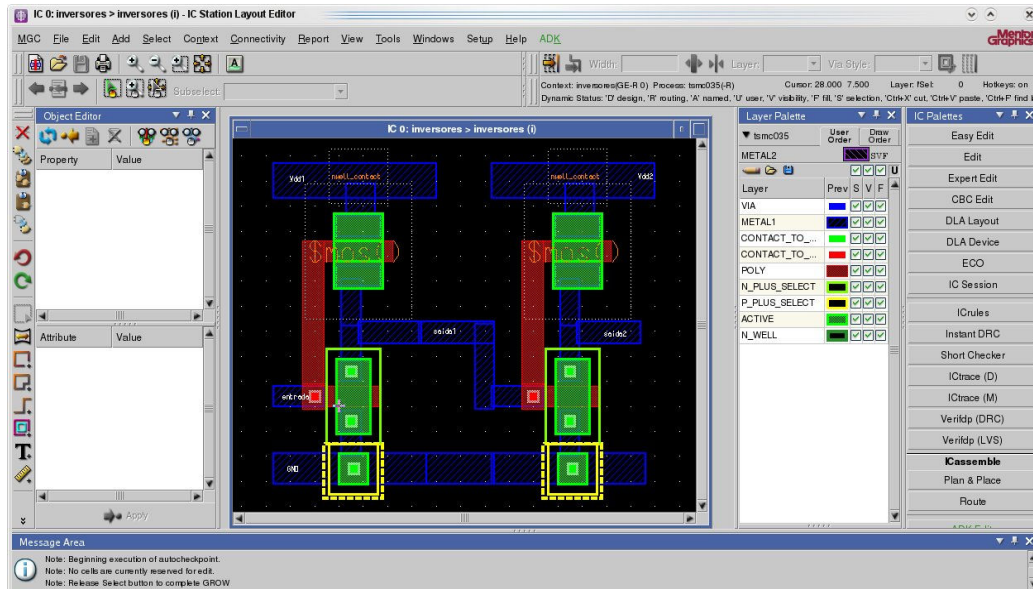 IC 0: inversores > inversores (i) - IC Station Layout Editor
MGC File Edit Add Select Context Connectivity Report View Tools Windows Setup Help ADK
Mentor Graphics
A Width: Layer: Via Style:
Subselect:
Context: inversores(GE-R 0) Process: tsmc035(-R) Cursor: 28.000 7.500 Layer: fSet: 0 Hotkeys: on
Dynamic Status: 'D' design, 'R' routing, 'A' named, 'U' user, 'V' visibility, 'F' fill, 'S' selection, 'Ctrl+X' cut, 'Ctrl+V' paste, 'Ctrl+F' find
Object Editor
Property Value
Attribute Value
T
Apply
IC 0: inversores > inversores (i)
Vdd1 nwell_contact nwell_contact Vdd2
$mos() $mos()
saida1 saida2
entrada
GND
Layer Palette
tsmc035 User Order Draw Order
METAL2 SVF
U
Layer Prev S V F
VIA
METAL1
CONTACT_TO_...
CONTACT_TO_...
POLY
N_PLUS_SELECT
P_PLUS_SELECT
ACTIVE
N_WELL
IC Palettes
Easy Edit
Edit
Expert Edit
CBC Edit
DLA Layout
DLA Device
ECO
IC Session
ICrules
Instant DRC
Short Checker
ICtrace (D)
ICtrace (M)
Verifdp (DRC)
Verifdp (LVS)
ICassemble
Plan & Place
Route
ADK Edit
Message Area
Note: Beginning execution of autocheckpoint.
Note: No cells are currently reserved for edit.
Note: Release Select button to complete GROW